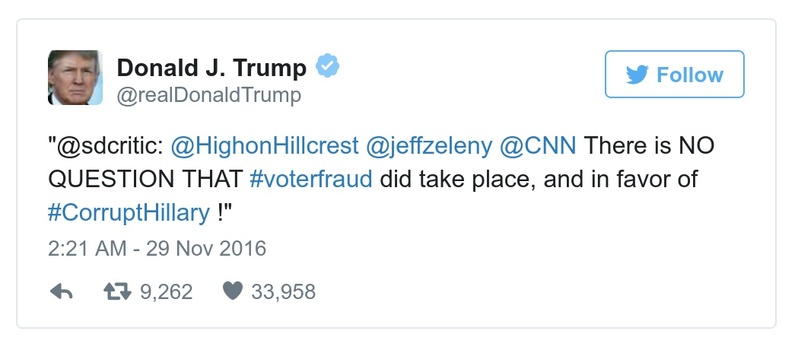 Donald J. Trump
@realDonaldTrump
Follow
"@sdcritic: @HighonHillcrest @jeffzeleny @CNN There is NO
QUESTION THAT #voterfraud did take place, and in favor of
#CorruptHillary !"
2:21 AM - 29 Nov 2016
9,262 33,958